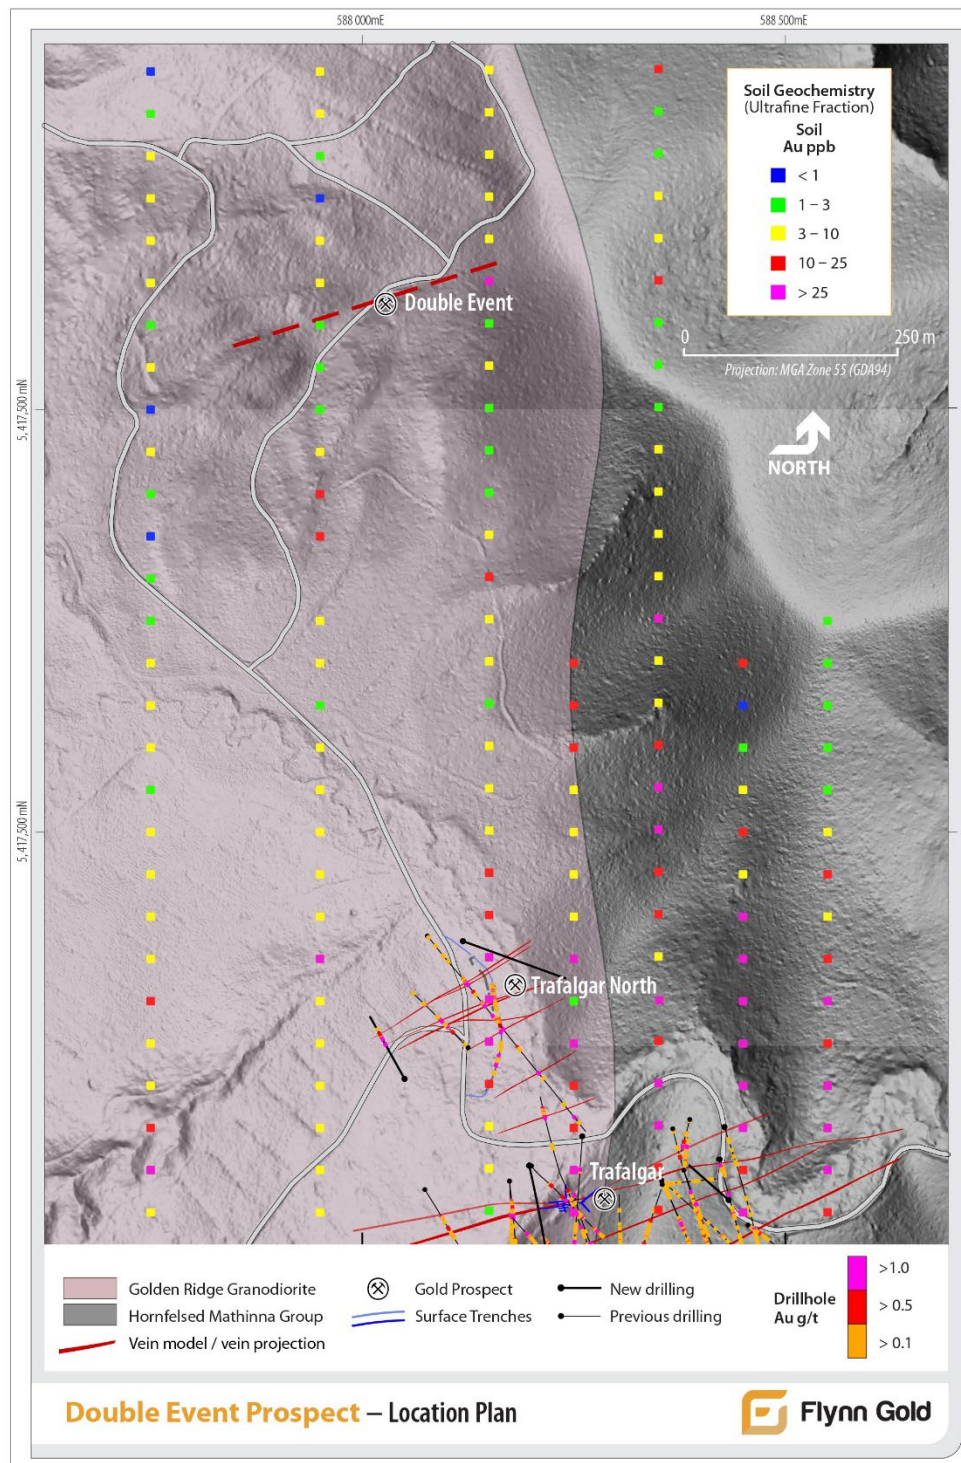 588 000mE
588 500mE
Soil Geochemistry
(Ultrafine Fraction)
Soil
Au ppb
< 1
1 – 3
3 – 10
10 – 25
> 25
Double Event
0
250 m
Projection: MGA Zone 55 (GDA94)
5,417,500 mN
NORTH
5,417,500 mN
Trafalgar North
Trafalgar
Golden Ridge Granodiorite
Hornfelsed Mathinna Group
Vein model / vein projection
Gold Prospect
Surface Trenches
New drilling
Previous drilling
Drillhole
Au g/t
>1.0
> 0.5
> 0.1
Double Event Prospect – Location Plan
Flynn Gold